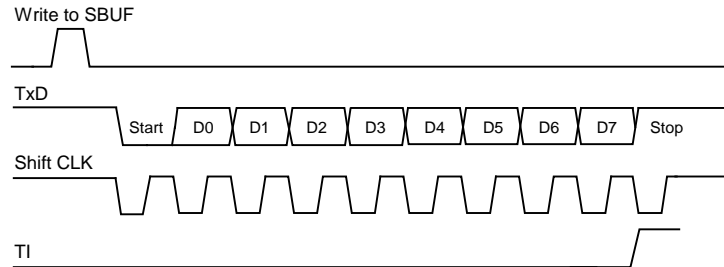 Write to SBUF
TxD
Start D0 D1 D2 D3 D4 D5 D6 D7 Stop
Shift CLK
TI